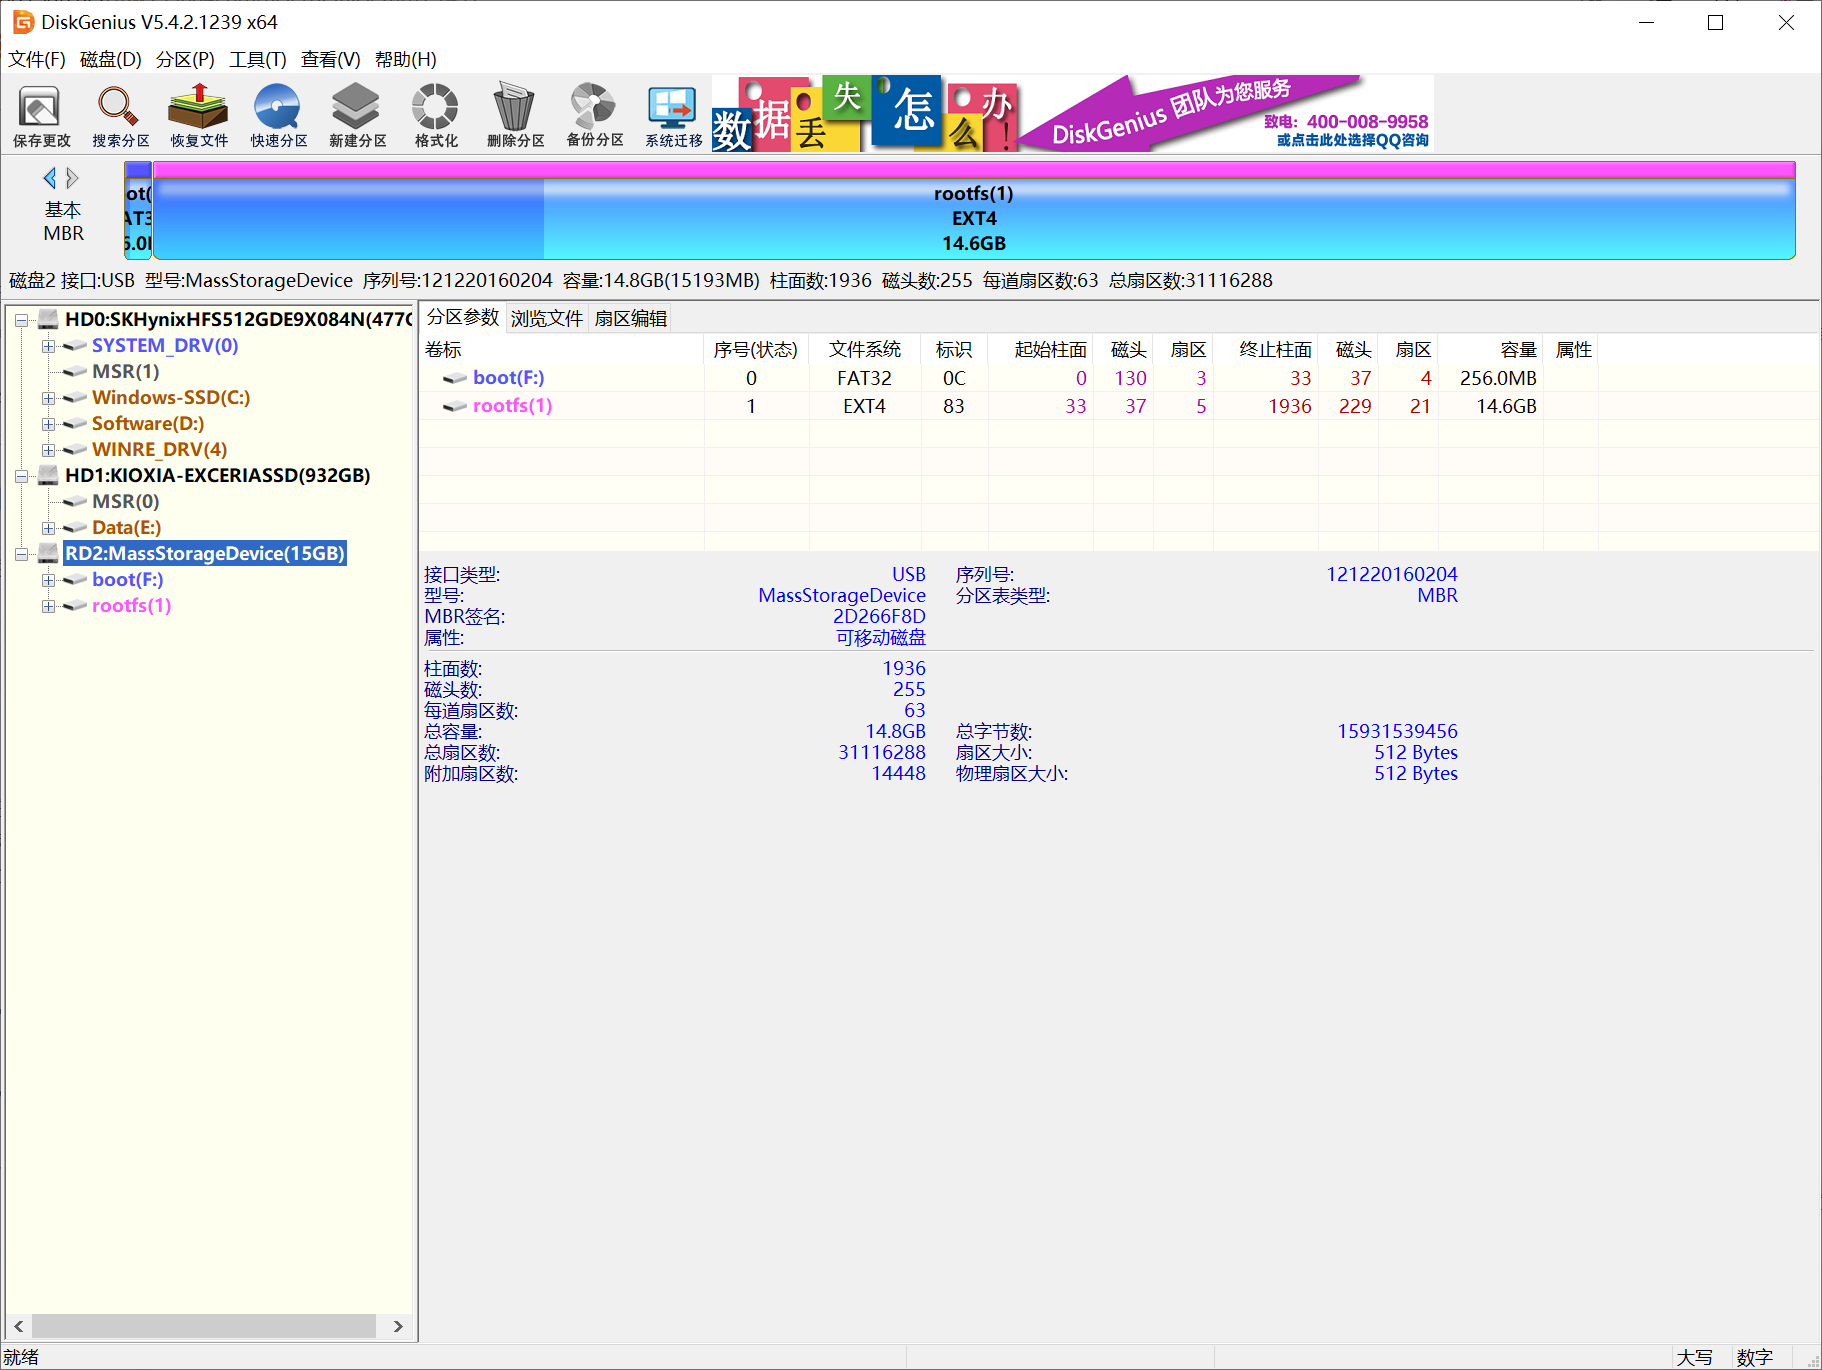 DiskGenius V5.4.2.1239 x64
文件(F) 磁盘(D) 分区(P) 工具(T) 查看(V) 帮助(H)
保存更改 搜索分区 恢复文件 快速分区 新建分区 格式化 删除分区 备份分区 系统迁移
数据丢失怎么办!
DiskGenius 团队为您服务
致电: 400-008-9958
或点击此处选择QQ咨询
基本
MBR
ot(
AT3
6.0
rootfs(1)
EXT4
14.6GB
磁盘2 接口:USB 型号:MassStorageDevice 序列号:121220160204 容量:14.8GB(15193MB) 柱面数:1936 磁头数:255 每道扇区数:63 总扇区数:31116288
HD0:SKHynixHFS512GDE9X084N(477G
SYSTEM_DRV(0)
MSR(1)
Windows-SSD(C:)
Software(D:)
WINRE_DRV(4)
HD1:KIOXIA-EXCERIASSD(932GB)
MSR(0)
Data(E:)
RD2:MassStorageDevice(15GB)
boot(F:)
rootfs(1)
分区参数 浏览文件 扇区编辑
卷标 序号(状态) 文件系统 标识 起始柱面 磁头 扇区 终止柱面 磁头 扇区 容量 属性
boot(F:) 0 FAT32 0C 0 130 3 33 37 4 256.0MB
rootfs(1) 1 EXT4 83 33 37 5 1936 229 21 14.6GB
接口类型: USB 序列号: 121220160204
型号: MassStorageDevice 分区表类型: MBR
MBR签名: 2D266F8D
属性: 可移动磁盘
柱面数: 1936
磁头数: 255
每道扇区数: 63
总容量: 14.8GB 总字节数: 15931539456
总扇区数: 31116288 扇区大小: 512 Bytes
附加扇区数: 14448 物理扇区大小: 512 Bytes
就绪 大写 数字